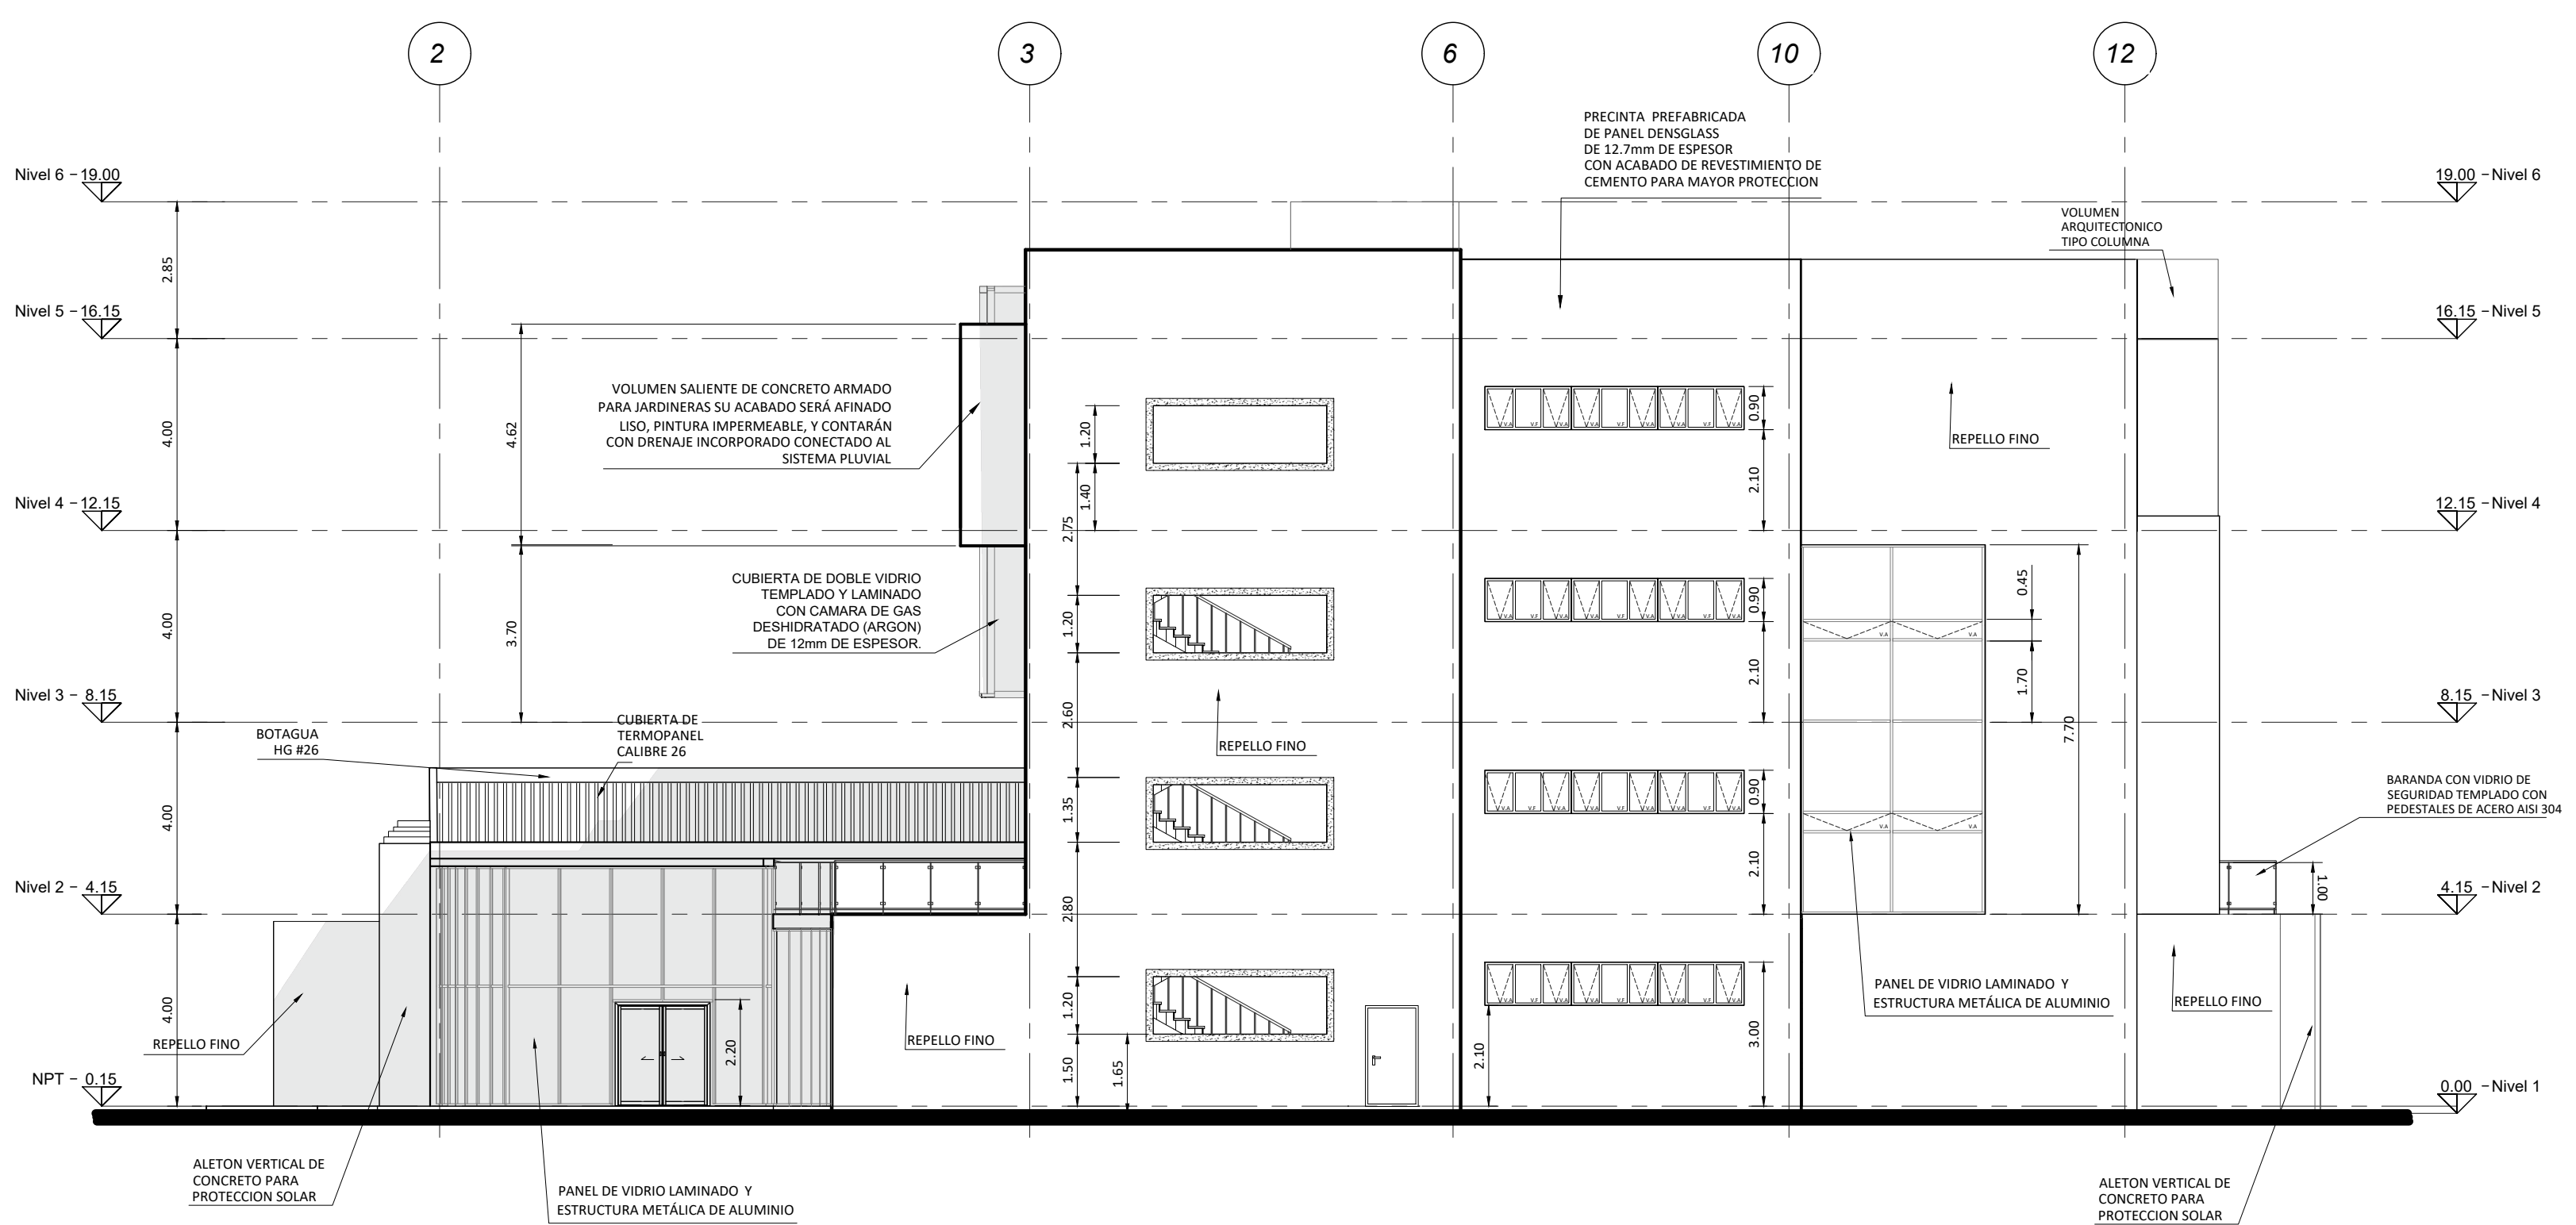 2
3
6
10
12
PRECINTA PREFABRICADA
DE PANEL DENSGLASS
DE 12.7mm DE ESPESOR
CON ACABADO DE REVESTIMIENTO DE
CEMENTO PARA MAYOR PROTECCION
Nivel 6 - 19.00
19.00 - Nivel 6
VOLUMEN
ARQUITECTONICO
TIPO COLUMNA
2.85
Nivel 5 - 16.15
16.15 - Nivel 5
VOLUMEN SALIENTE DE CONCRETO ARMADO
PARA JARDINERAS SU ACABADO SERÁ AFINADO
LISO, PINTURA IMPERMEABLE, Y CONTARÁN
CON DRENAJE INCORPORADO CONECTADO AL
SISTEMA PLUVIAL
4.00
4.62
1.20
1.40
0.90
2.10
V.A V.F V.A V.A V.F V.A V.A V.F V.A
REPELLO FINO
Nivel 4 - 12.15
12.15 - Nivel 4
2.75
CUBIERTA DE DOBLE VIDRIO
TEMPLADO Y LAMINADO
CON CAMARA DE GAS
DESHIDRATADO (ARGON)
DE 12mm DE ESPESOR.
4.00
3.70
1.20
0.90
2.10
V.A V.F V.A V.A V.F V.A V.A V.F V.A
V.A V.A
0.45
1.70
7.70
Nivel 3 - 8.15
8.15 - Nivel 3
2.60
REPELLO FINO
BOTAGUA
HG #26
CUBIERTA DE
TERMOPANEL
CALIBRE 26
4.00
1.35
0.90
2.10
V.A V.F V.A V.A V.F V.A V.A V.F V.A
V.A V.A
BARANDA CON VIDRIO DE
SEGURIDAD TEMPLADO CON
PEDESTALES DE ACERO AISI 304
1.00
Nivel 2 - 4.15
4.15 - Nivel 2
2.80
4.00
1.20
1.50
1.65
2.20
2.10
3.00
V.A V.F V.A V.A V.F V.A V.A V.F V.A
REPELLO FINO
REPELLO FINO
PANEL DE VIDRIO LAMINADO Y
ESTRUCTURA METÁLICA DE ALUMINIO
REPELLO FINO
NPT - 0.15
0.00 - Nivel 1
ALETON VERTICAL DE
CONCRETO PARA
PROTECCION SOLAR
PANEL DE VIDRIO LAMINADO Y
ESTRUCTURA METÁLICA DE ALUMINIO
ALETON VERTICAL DE
CONCRETO PARA
PROTECCION SOLAR